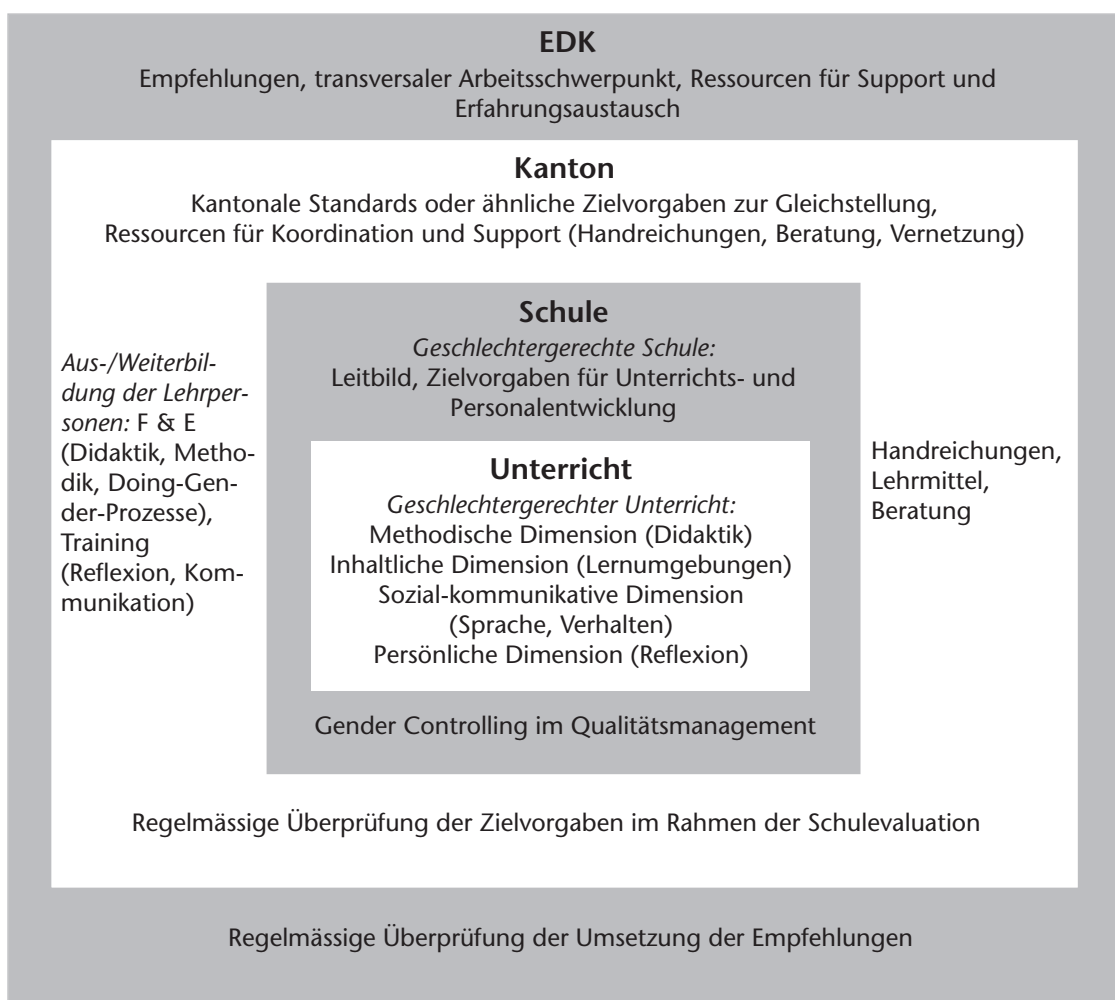 EDK
Empfehlungen, transversaler Arbeitsschwerpunkt, Ressourcen für Support und
Erfahrungsaustausch
Kanton
Kantonale Standards oder ähnliche Zielvorgaben zur Gleichstellung,
Ressourcen für Koordination und Support (Handreichungen, Beratung, Vernetzung)
Aus-/Weiterbil-
dung der Lehrper-
sonen: F & E
(Didaktik, Metho-
dik, Doing-Gen-
der-Prozesse),
Training
(Reflexion, Kom-
munikation)
Schule
Geschlechtergerechte Schule:
Leitbild, Zielvorgaben für Unterrichts- und
Personalentwicklung
Unterricht
Geschlechtergerechter Unterricht:
Methodische Dimension (Didaktik)
Inhaltliche Dimension (Lernumgebungen)
Sozial-kommunikative Dimension
(Sprache, Verhalten)
Persönliche Dimension (Reflexion)
Gender Controlling im Qualitätsmanagement
Handreichungen,
Lehrmittel,
Beratung
Regelmässige Überprüfung der Zielvorgaben im Rahmen der Schulevaluation
Regelmässige Überprüfung der Umsetzung der Empfehlungen